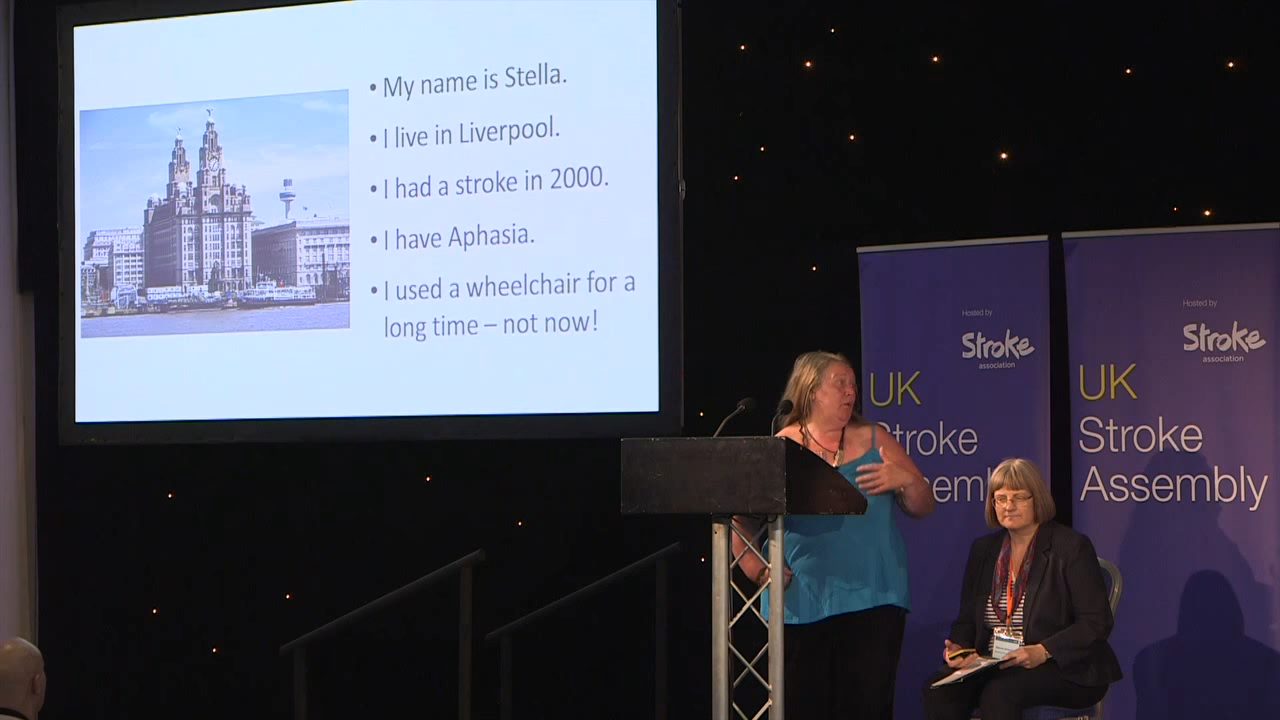 • My name is Stella.
• I live in Liverpool.
• I had a stroke in 2000.
• I have Aphasia.
• I used a wheelchair for a
long time – not now!
Hosted by
Stroke
association
UK
Stroke
Hosted by
Stroke
association
UK
Stroke
Assembly